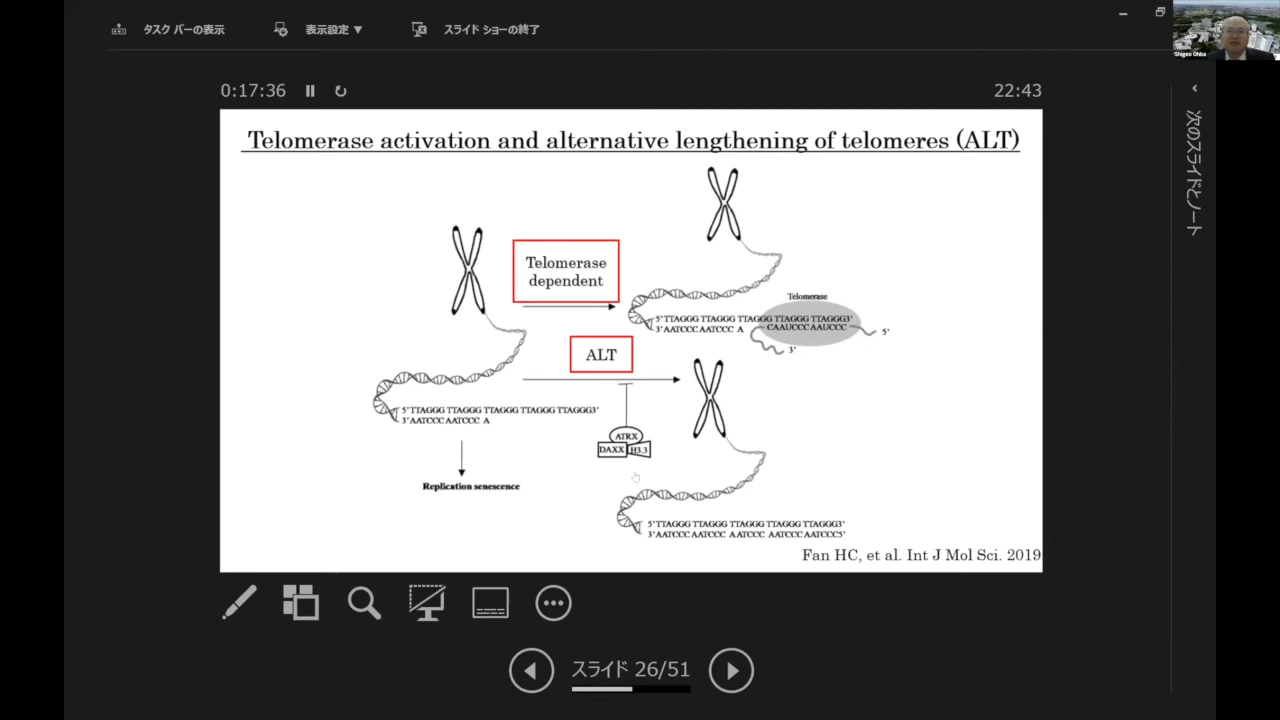 タスク バーの表示
表示設定 ▼
スライド ショーの終了
Shigeo Ohba
0:17:36
22:43
次のスライドとノート
Telomerase activation and alternative lengthening of telomeres (ALT)
Telomerase
dependent
Telomerase
5'TTAGGG TTAGGG TTAGGG TTAGGG TTAGGG3'
3'AATCCC AATCCC A
CAAUCCC AAUCCC
5'
3'
ALT
5'TTAGGG TTAGGG TTAGGG TTAGGG TTAGGG3'
3'AATCCC AATCCC A
ATRX
DAXX
H3.3
Replication senescence
5'TTAGGG TTAGGG TTAGGG TTAGGG TTAGGG3'
3'AATCCC AATCCC AATCCC AATCCC AATCCC5'
Fan HC, et al. Int J Mol Sci. 2019
スライド 26/51